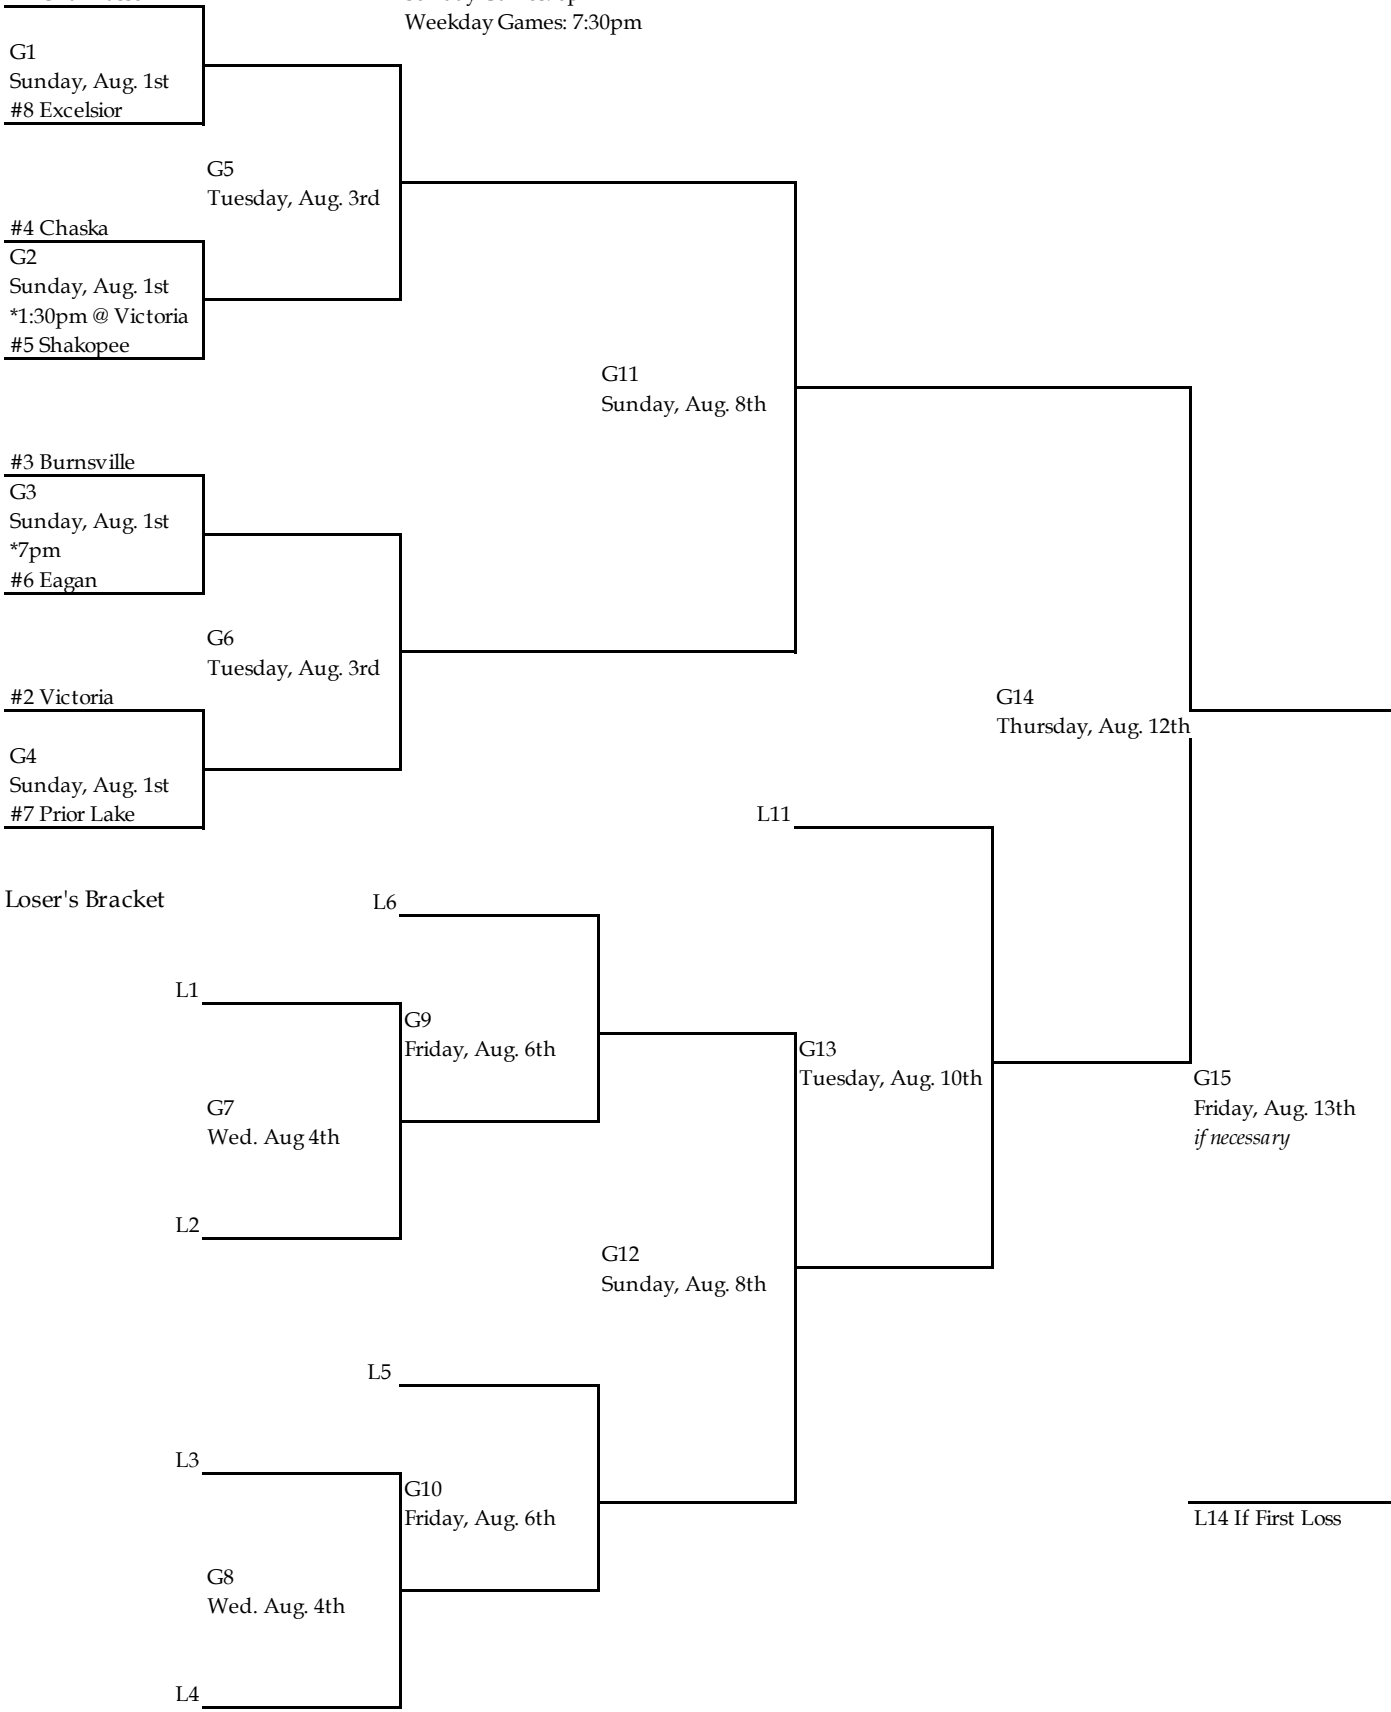 Weekday Games: 7:30pm
G1
Sunday, Aug. 1st
#8 Excelsior
G5
Tuesday, Aug. 3rd
#4 Chaska
G2
Sunday, Aug. 1st
*1:30pm @ Victoria
#5 Shakopee
G11
Sunday, Aug. 8th
#3 Burnsville
G3
Sunday, Aug. 1st
*7pm
#6 Eagan
G6
Tuesday, Aug. 3rd
#2 Victoria
G14
Thursday, Aug. 12th
G4
Sunday, Aug. 1st
#7 Prior Lake
L11
Loser's Bracket
L6
L1
G9
Friday, Aug. 6th
G13
Tuesday, Aug. 10th
G15
Friday, Aug. 13th
if necessary
G7
Wed. Aug 4th
L2
G12
Sunday, Aug. 8th
L5
L3
G10
Friday, Aug. 6th
L14 If First Loss
G8
Wed. Aug. 4th
L4